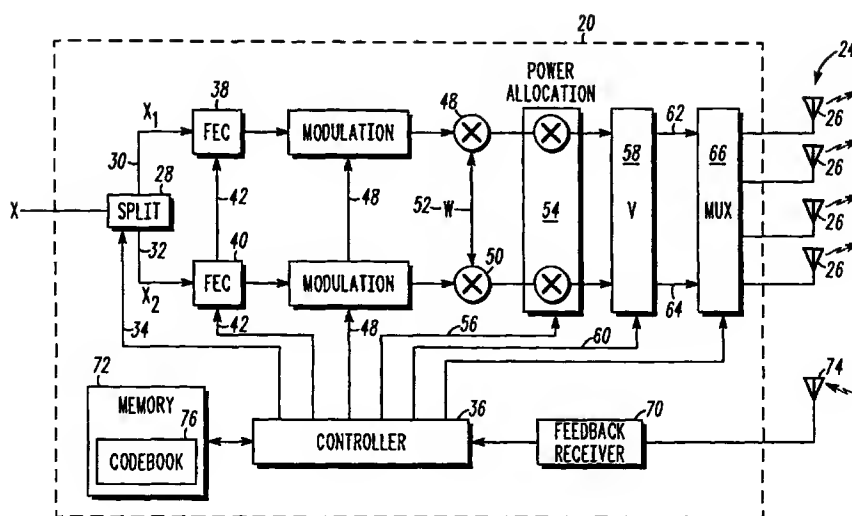 20
24
POWER
ALLOCATION
38
48
X1
FEC
MODULATION
62
26
30
28
42
48
52
W
54
58
V
66
MUX
26
X
SPLIT
32
40
50
26
X2
FEC
MODULATION
64
26
34
42
48
56
60
72
MEMORY
76
CODEBOOK
36
CONTROLLER
70
FEEDBACK
RECEIVER
74